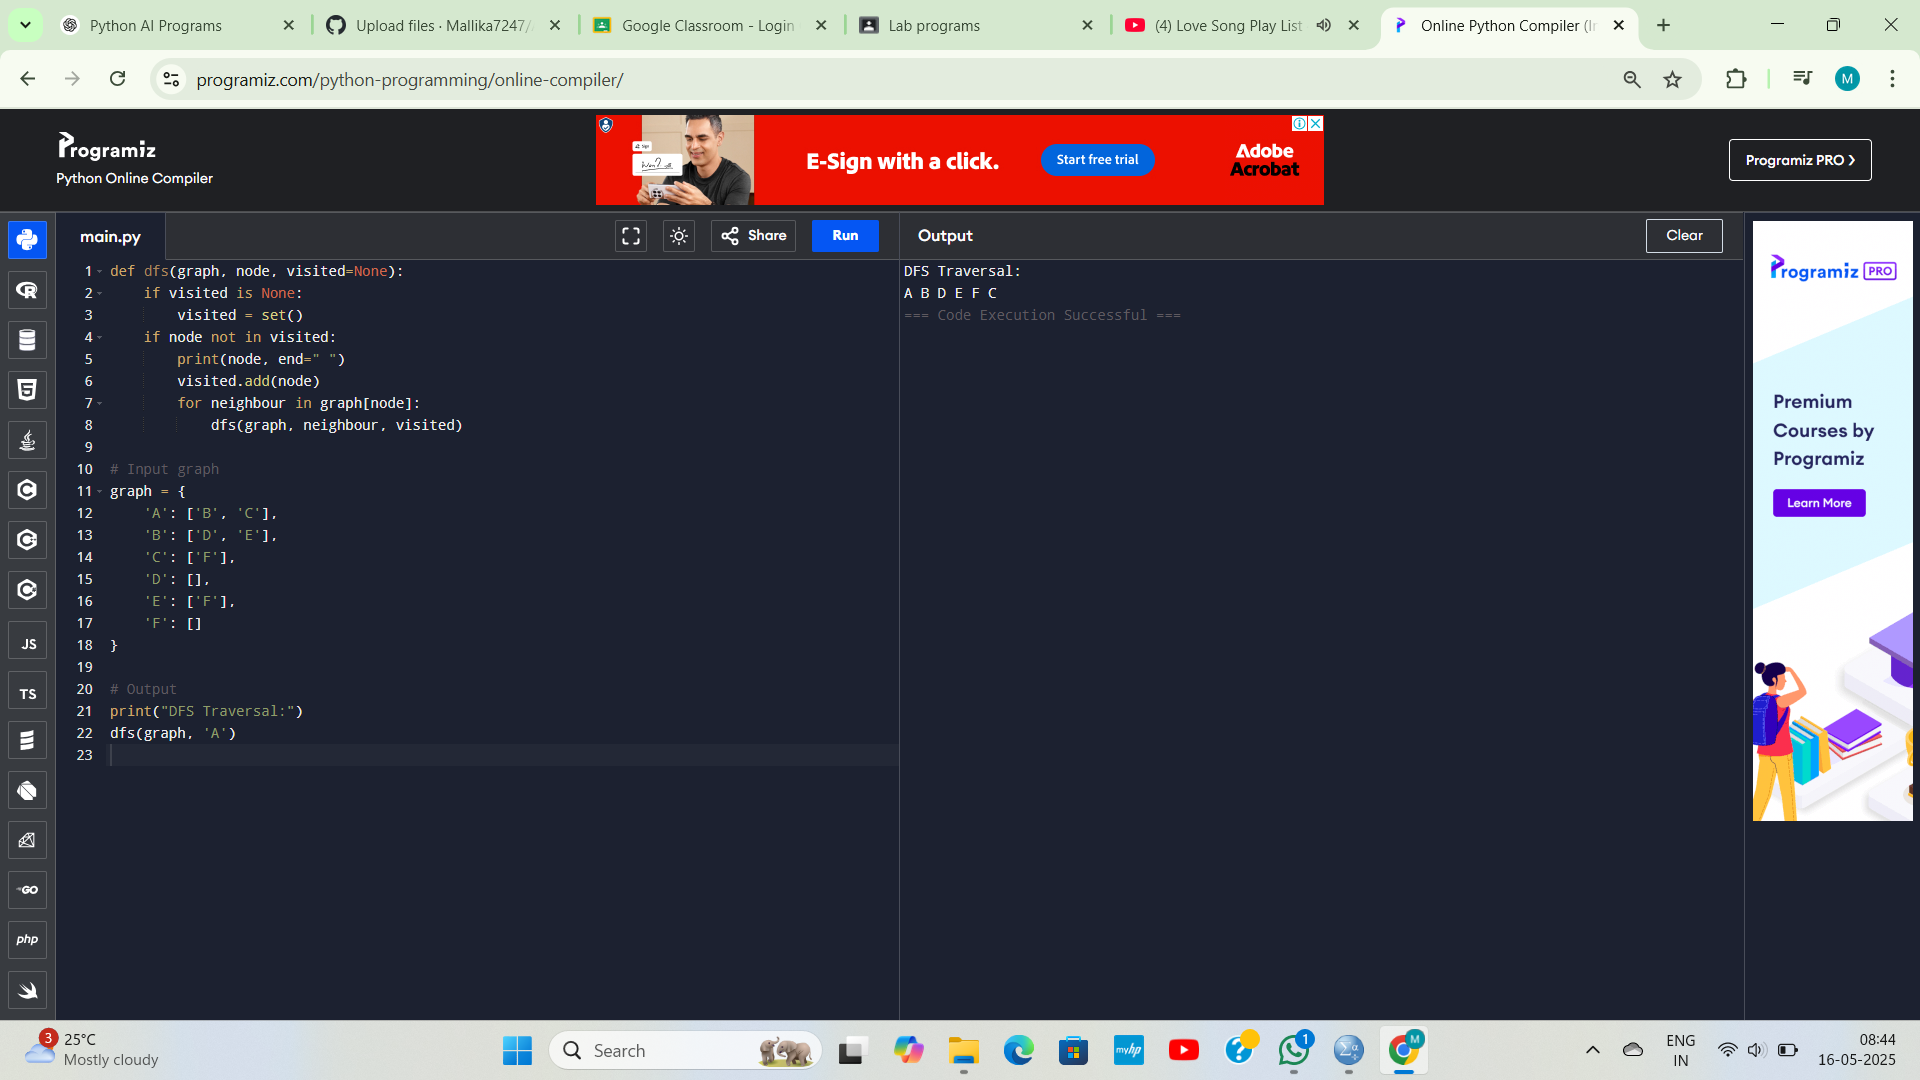 Python AI Programs
Upload files · Mallika7247/
Google Classroom - Login
Lab programs
(4) Love Song Play List
Online Python Compiler (In
programiz.com/python-programming/online-compiler/
M
Programiz
Python Online Compiler
E-Sign with a click.
Start free trial
Adobe
Acrobat
Programiz PRO
main.py
Share
Run
Output
Clear
1 def dfs(graph, node, visited=None):
2     if visited is None:
3         visited = set()
4     if node not in visited:
5         print(node, end=" ")
6         visited.add(node)
7         for neighbour in graph[node]:
8             dfs(graph, neighbour, visited)
9
10 # Input graph
11 graph = {
12     'A': ['B', 'C'],
13     'B': ['D', 'E'],
14     'C': ['F'],
15     'D': [],
16     'E': ['F'],
17     'F': []
18 }
19
20 # Output
21 print("DFS Traversal:")
22 dfs(graph, 'A')
23
DFS Traversal:
A B D E F C
=== Code Execution Successful ===
Programiz PRO
Premium
Courses by
Programiz
Learn More
JS
TS
GO
php
3
25°C
Mostly cloudy
Search
myhp
1
M
ENG
IN
08:44
16-05-2025